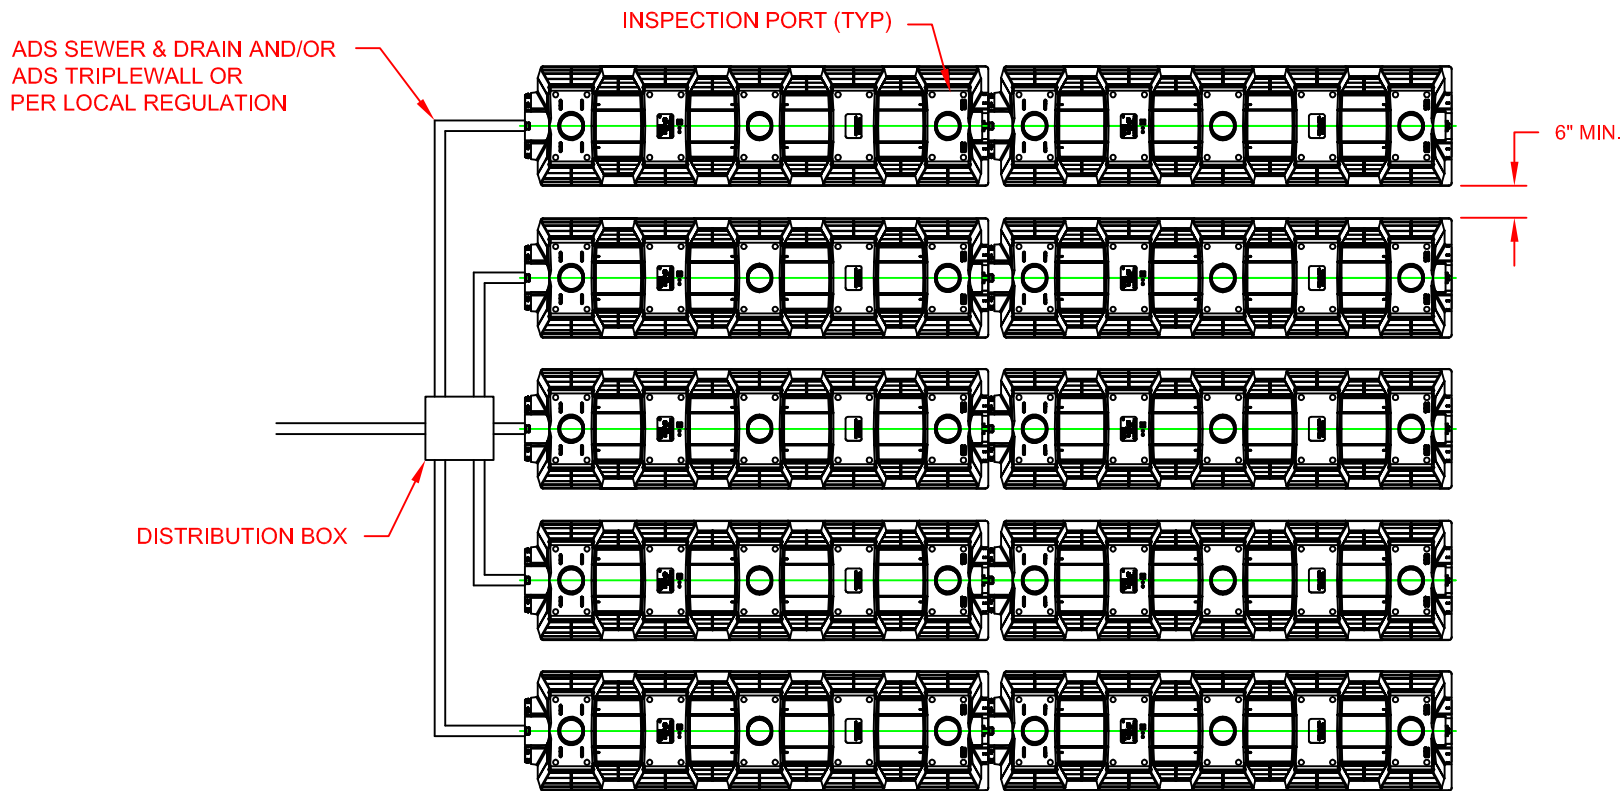 INSPECTION PORT (TYP)
ADS SEWER & DRAIN AND/OR
ADS TRIPLEWALL OR
PER LOCAL REGULATION
6" MIN.
DISTRIBUTION BOX